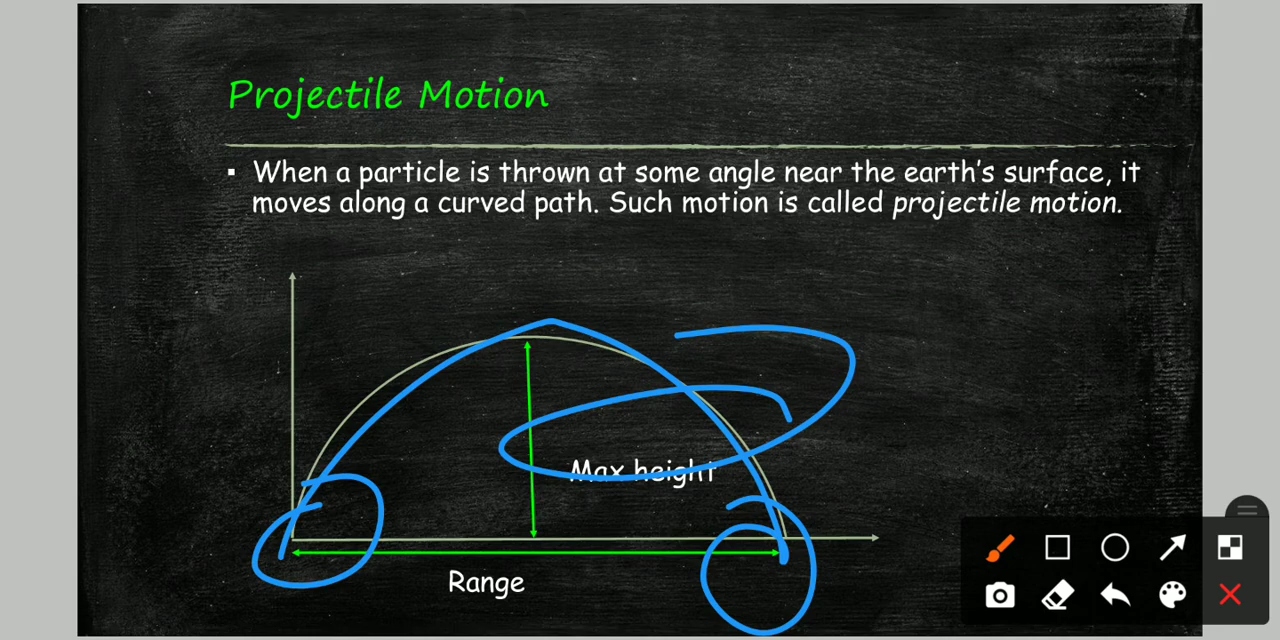 Projectile Motion
▪ When a particle is thrown at some angle near the earth's surface, it
moves along a curved path. Such motion is called projectile motion.
Max height
Range